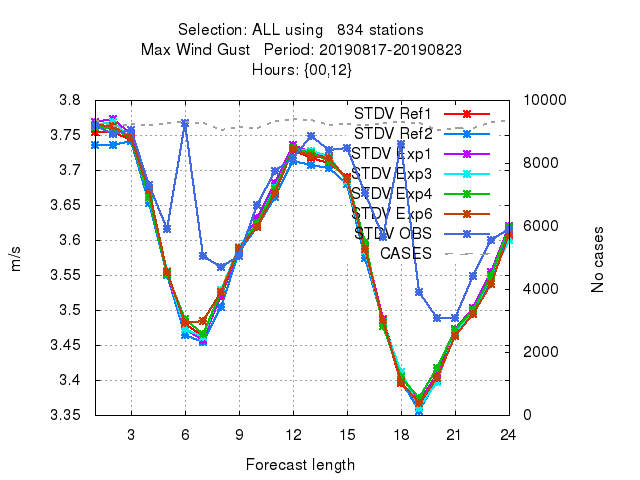 Selection: ALL using   834 stations
Max Wind Gust   Period: 20190817-20190823
Hours: {00,12}
3.8
3.75
3.7
3.65
3.6
3.55
3.5
3.45
3.4
3.35
m/s
10000
8000
6000
4000
2000
0
No cases
STDV Ref1
STDV Ref2
STDV Exp1
STDV Exp3
STDV Exp4
STDV Exp6
STDV OBS
CASES
3 6 9 12 15 18 21 24
Forecast length